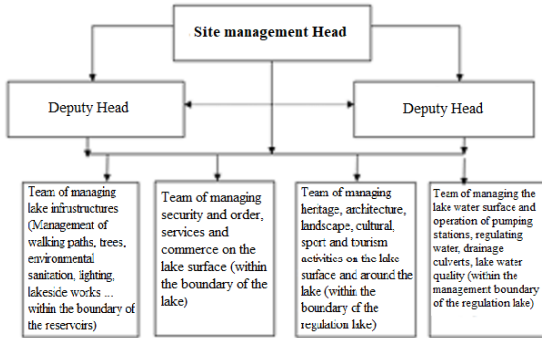 Site management Head
Deputy Head
Deputy Head
Team of managing
lake infrustructures
(Management of
walking paths, trees,
environmental
sanitation, lighting,
lakeside works ...
within the boundary of
the reservoirs)
Team of managing
security and order,
services and
commerce on the
lake surface (within
the boundary of the
lake)
Team of managing
heritage, architecture,
landscape, cultural,
sport and tourism
activities on the lake
surface and around the
lake (within the
boundary of the
regulation lake)
Team of managing the
lake water surface and
operation of pumping
stations, regulating
water, drainage
culverts, lake water
quality (within the
management boundary
of the regulation lake)